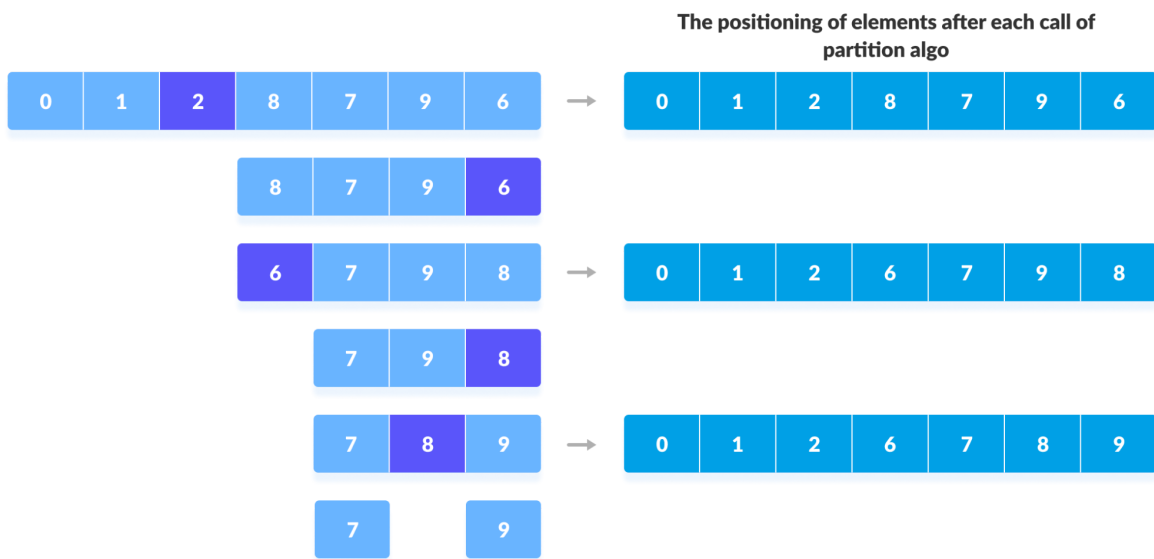 The positioning of elements after each call of
partition algo
0 1 2 8 7 9 6 0 1 2 8 7 9 6
8 7 9 6
6 7 9 8 0 1 2 6 7 9 8
7 9 8
7 8 9 0 1 2 6 7 8 9
7 9